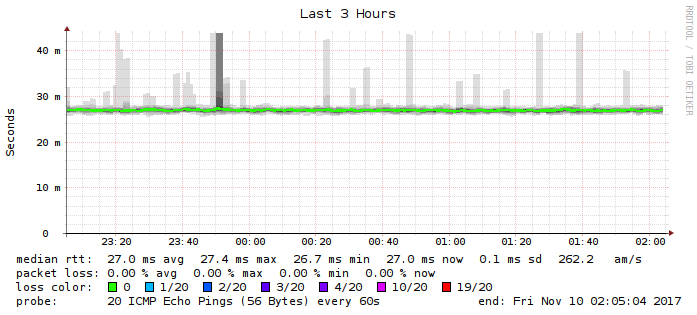 Last 3 Hours
RRDTOOL / TOBI OETIKER
Seconds
40 m
30 m
20 m
10 m
0
23:20 23:40 00:00 00:20 00:40 01:00 01:20 01:40 02:00
median rtt: 27.0 ms avg 27.4 ms max 26.7 ms min 27.0 ms now 0.1 ms sd 262.2 am/s
packet loss: 0.00 % avg 0.00 % max 0.00 % min 0.00 % now
loss color: 0 1/20 2/20 3/20 4/20 10/20 19/20
probe: 20 ICMP Echo Pings (56 Bytes) every 60s end: Fri Nov 10 02:05:04 2017